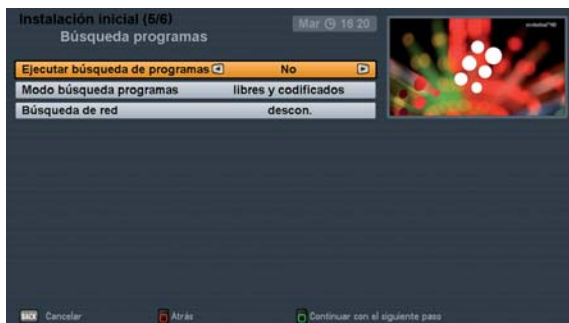 Instalación inicial (5/6)
Mar 16 20
Búsqueda programas
Ejecutar búsqueda de programas No
Modo búsqueda programas libres y codificados
Búsqueda de red descon.
BACK Cancelar Atrás Continuar con el siguiente paso